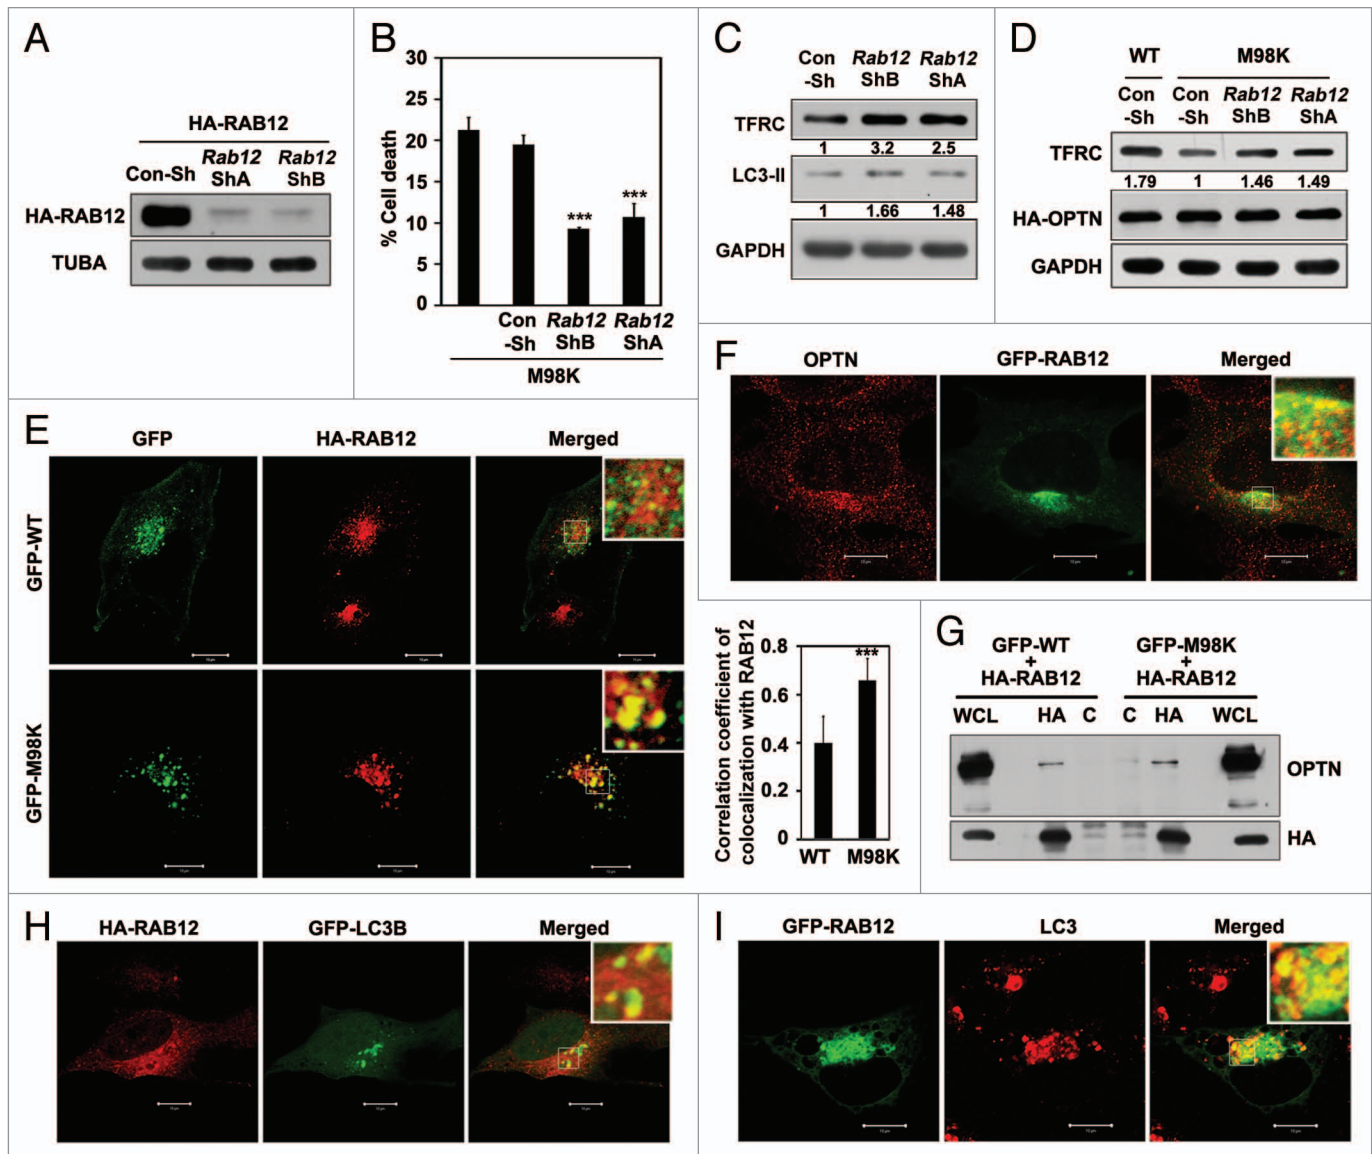 A
HA-RAB12
Con-Sh
Rab12 ShA
Rab12 ShB
HA-RAB12
TUBA
B
% Cell death
30
25
20
15
10
5
0
***
***
Con -Sh
Rab12 ShB
Rab12 ShA
M98K
C
Con -Sh
Rab12 ShB
Rab12 ShA
TFRC
1 3.2 2.5
LC3-II
1 1.66 1.48
GAPDH
D
WT M98K
Con -Sh
Con -Sh
Rab12 ShB
Rab12 ShA
TFRC
1.79 1 1.46 1.49
HA-OPTN
GAPDH
E
GFP HA-RAB12 Merged
GFP-WT
GFP-M98K
Correlation coefficient of
colocalization with RAB12
0.8
0.6
0.4
0.2
0
***
WT M98K
F
OPTN GFP-RAB12 Merged
G
GFP-WT + HA-RAB12
GFP-M98K + HA-RAB12
WCL HA C C HA WCL
OPTN
HA
H
HA-RAB12 GFP-LC3B Merged
I
GFP-RAB12 LC3 Merged